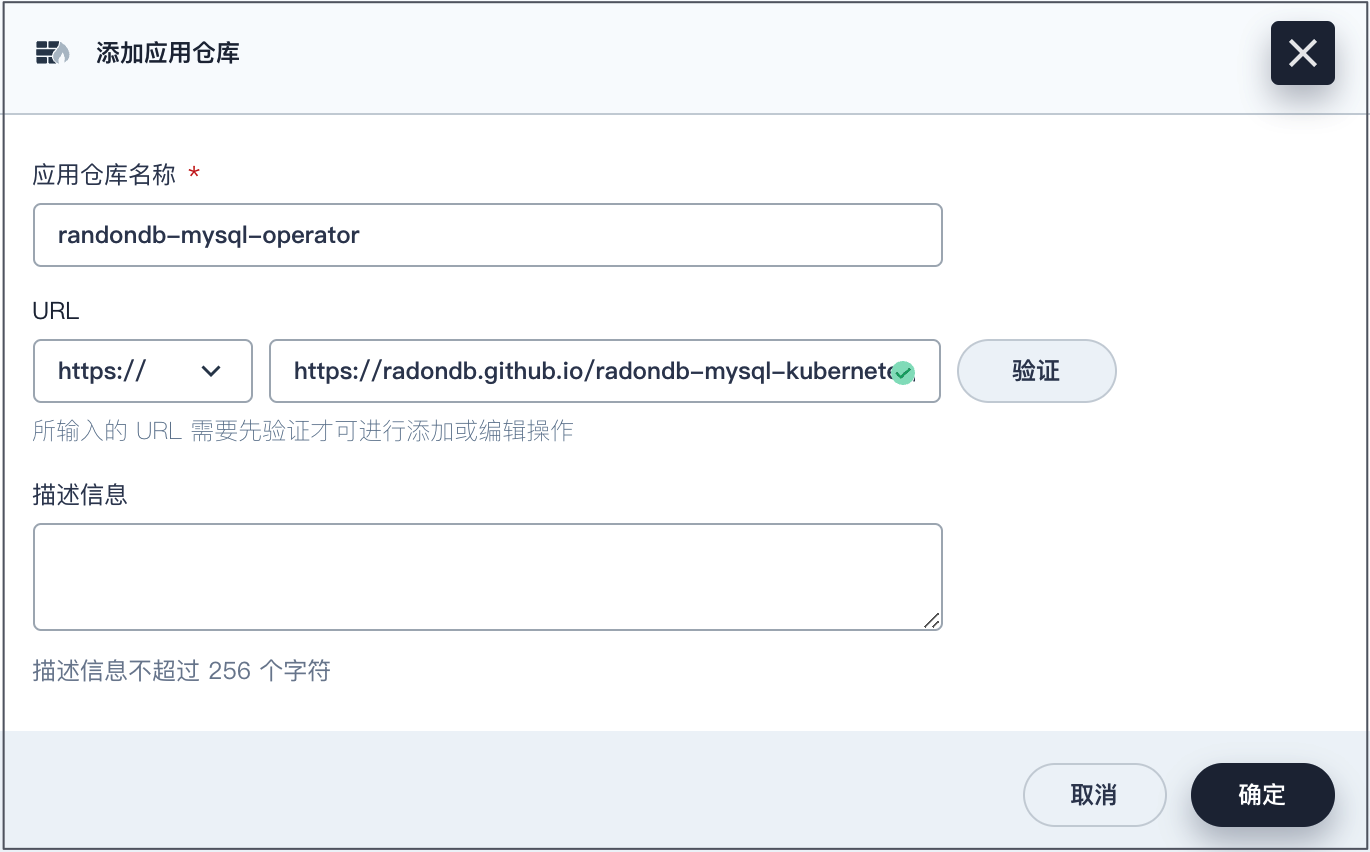 添加应用仓库
应用仓库名称 *
randondb-mysql-operator
URL
https:// https://radondb.github.io/radondb-mysql-kubernete 验证
所输入的 URL 需要先验证才可进行添加或编辑操作
描述信息
描述信息不超过 256 个字符
取消 确定